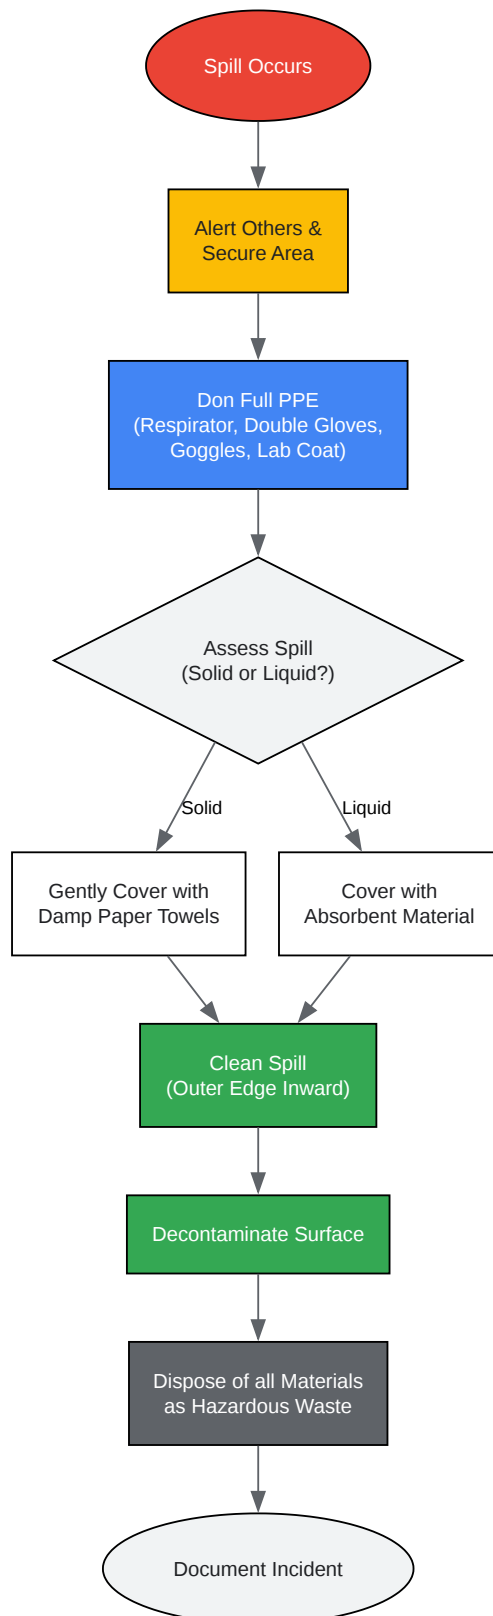 Spill Occurs
Alert Others &
Secure Area
Don Full PPE
(Respirator, Double Gloves,
Goggles, Lab Coat)
Assess Spill
(Solid or Liquid?)
Solid
Liquid
Gently Cover with
Damp Paper Towels
Cover with
Absorbent Material
Clean Spill
(Outer Edge Inward)
Decontaminate Surface
Dispose of all Materials
as Hazardous Waste
Document Incident